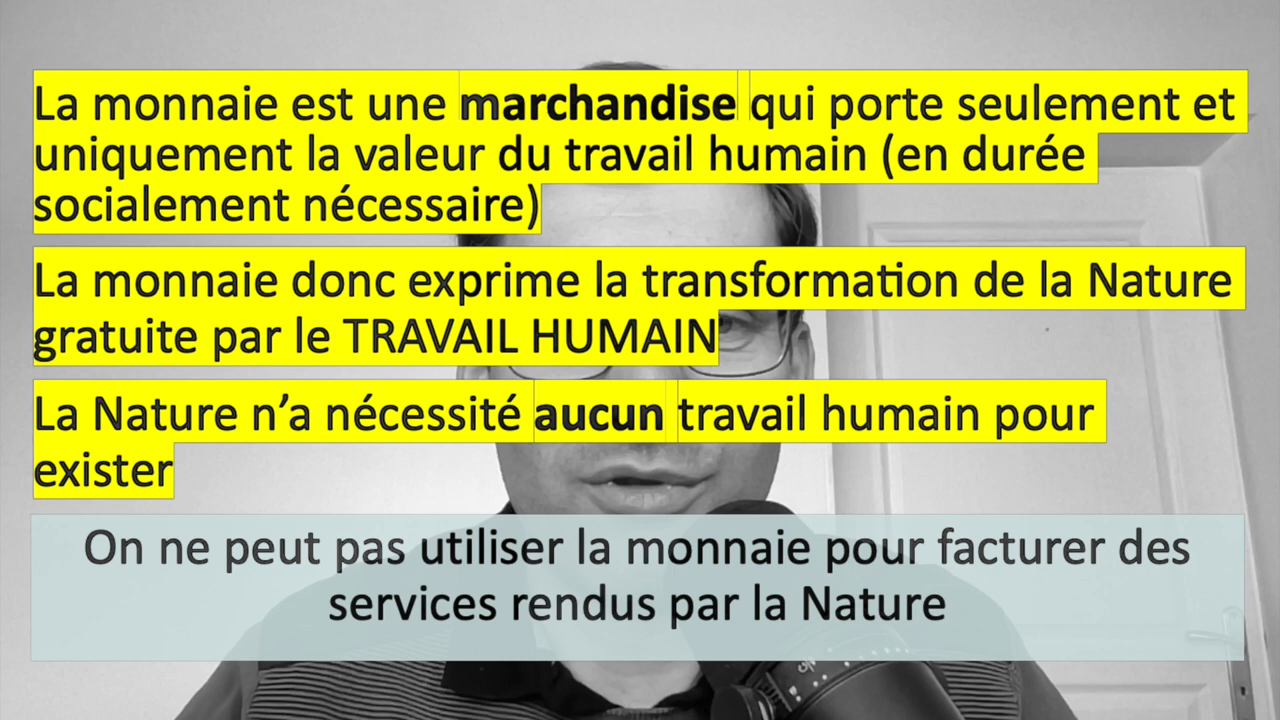 La monnaie est une marchandise qui porte seulement et
uniquement la valeur du travail humain (en durée
socialement nécessaire)
La monnaie donc exprime la transformation de la Nature
gratuite par le TRAVAIL HUMAIN
La Nature n’a nécessité aucun travail humain pour
exister
On ne peut pas utiliser la monnaie pour facturer des
services rendus par la Nature